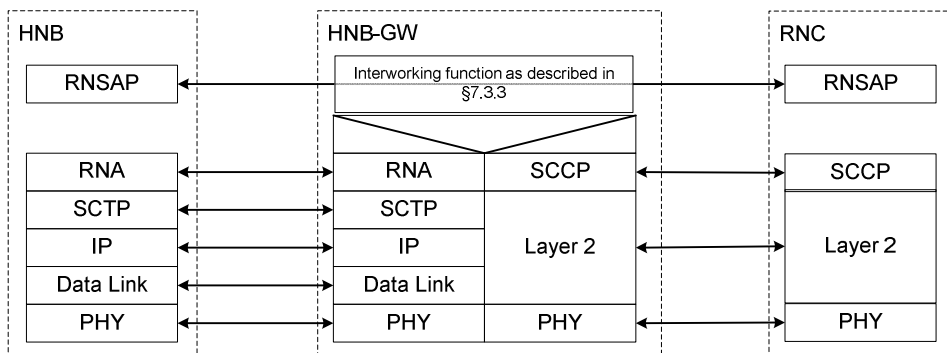 HNB
HNB-GW
RNC
RNSAP
Interworking function as described in
§7.3.3
RNSAP
RNA
RNA
SCCP
SCCP
SCTP
SCTP
IP
IP
Layer 2
Layer 2
Data Link
Data Link
PHY
PHY
PHY
PHY